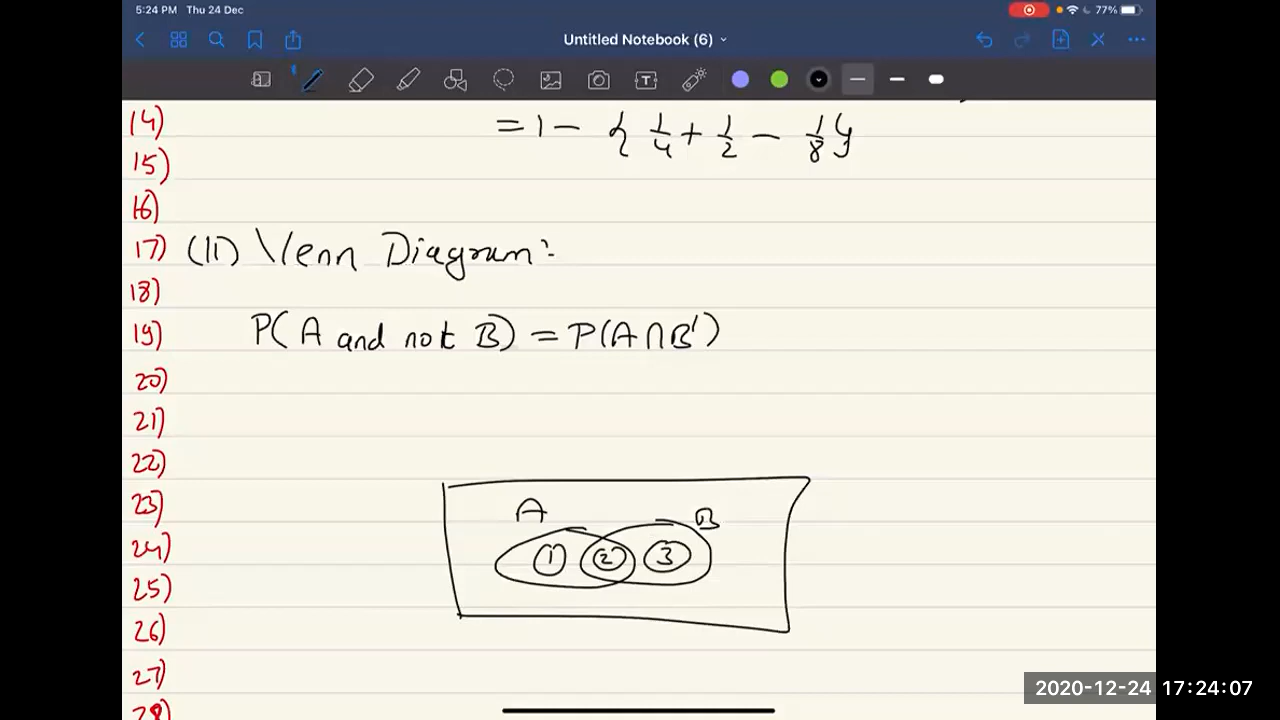 5:24 PM Thu 24 Dec
77%
Untitled Notebook (6)
14) = 1 - { 1/4 + 1/2 - 1/8 }
15)
16)
17) (II) Venn Diagram:
18)
19) P(A and not B) = P(A∩B')
20)
21)
22)
23) A B
24) 1 2 3
25)
26)
27)
28)
2020-12-24 17:24:07